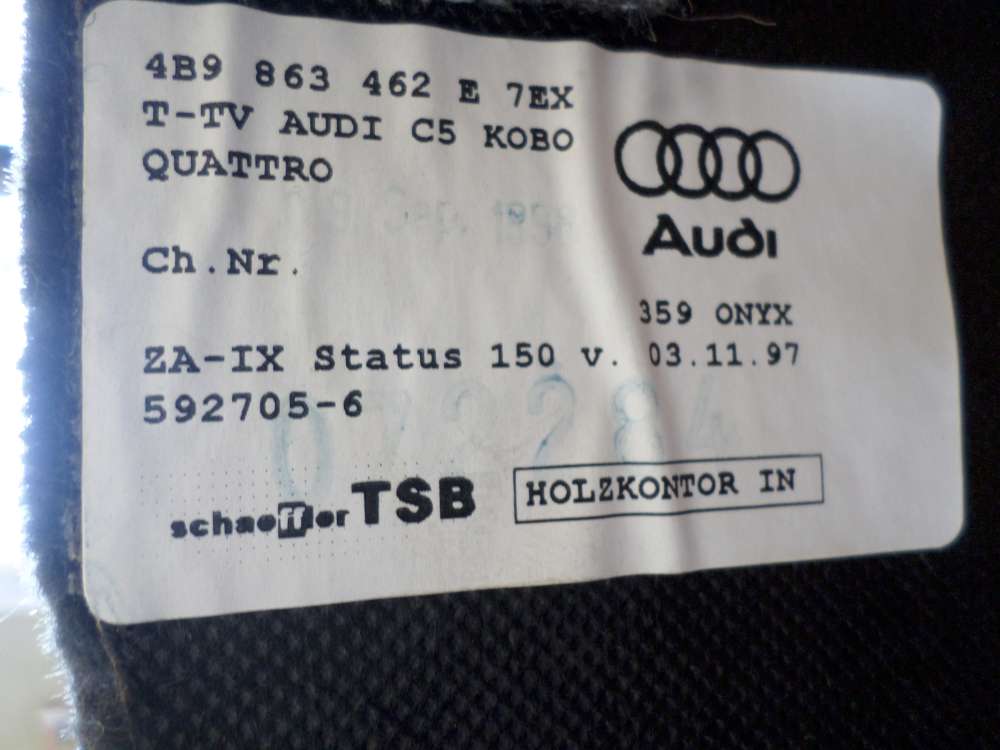 4B9 863 462 E 7EX
T-TV AUDI C5 KOBO
QUATTRO
Audi
Ch.Nr.
359 ONYX
ZA-IX Status 150 v. 03.11.97
592705-6
schaeffler TSB
HOLZKONTOR IN